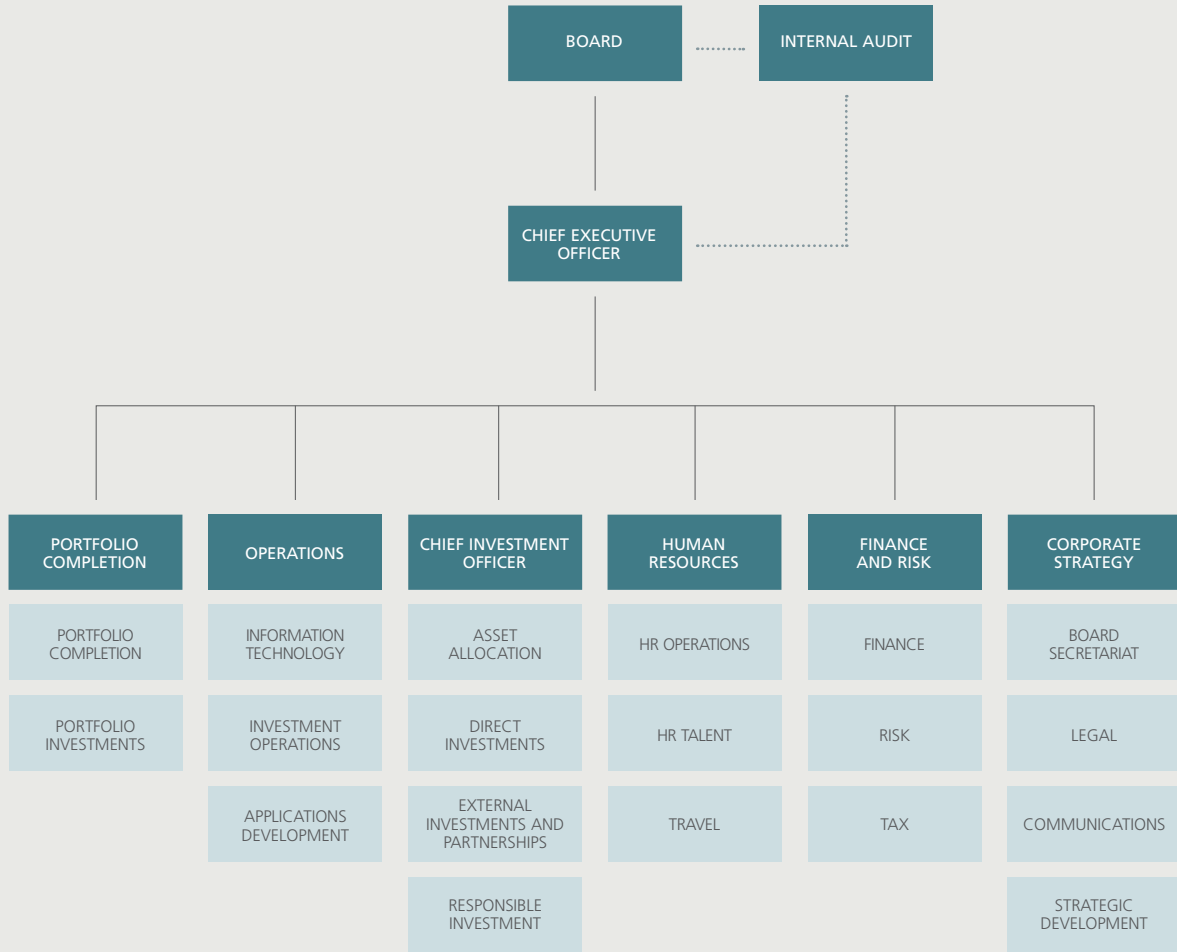 BOARD
INTERNAL AUDIT
CHIEF EXECUTIVE
OFFICER
PORTFOLIO
COMPLETION
OPERATIONS
CHIEF INVESTMENT
OFFICER
HUMAN
RESOURCES
FINANCE
AND RISK
CORPORATE
STRATEGY
PORTFOLIO
COMPLETION
INFORMATION
TECHNOLOGY
ASSET
ALLOCATION
HR OPERATIONS
FINANCE
BOARD
SECRETARIAT
PORTFOLIO
INVESTMENTS
INVESTMENT
OPERATIONS
DIRECT
INVESTMENTS
HR TALENT
RISK
LEGAL
APPLICATIONS
DEVELOPMENT
EXTERNAL
INVESTMENTS AND
PARTNERSHIPS
TRAVEL
TAX
COMMUNICATIONS
RESPONSIBLE
INVESTMENT
STRATEGIC
DEVELOPMENT